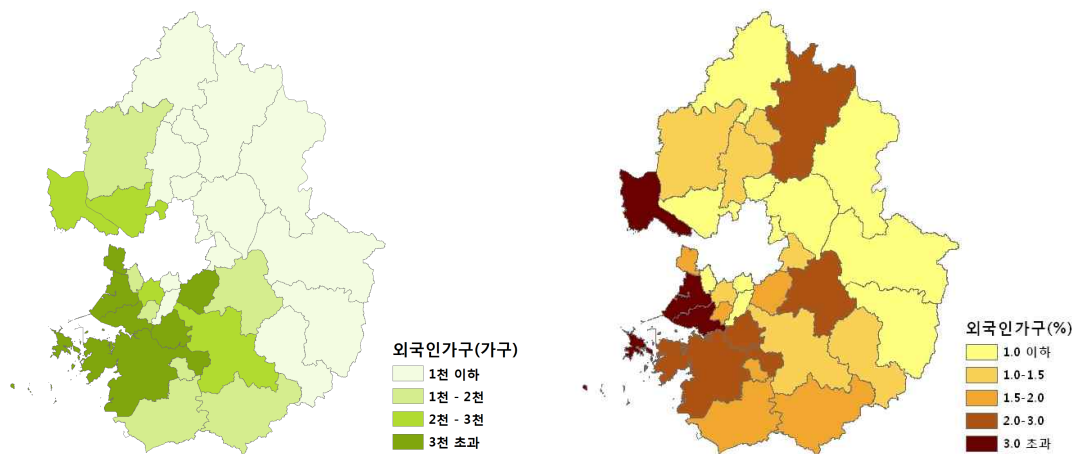 외국인가구(가구)
1천 이하
1천 - 2천
2천 - 3천
3천 초과
외국인가구(%)
1.0 이하
1.0-1.5
1.5-2.0
2.0-3.0
3.0 초과